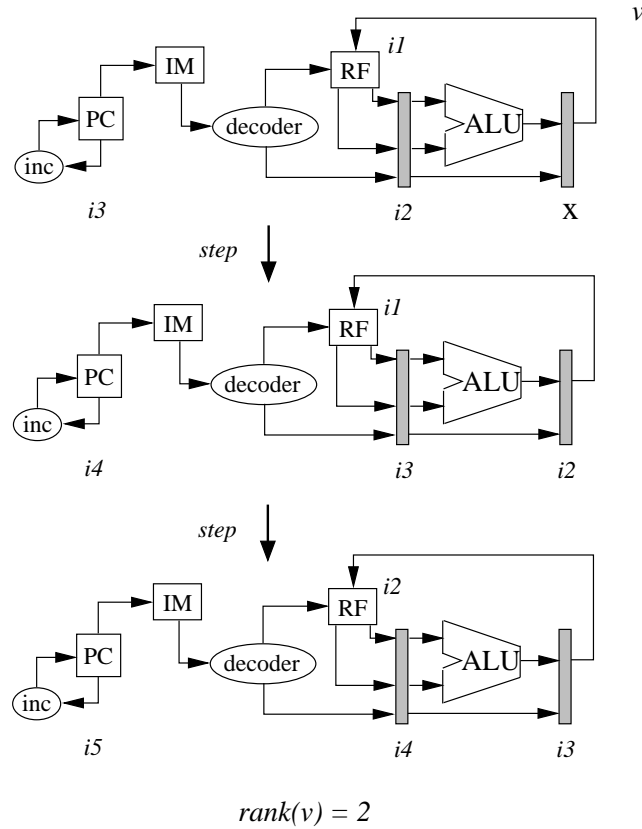 v
i1
IM
RF
PC
decoder
ALU
inc
i3
i2
X
step
i1
IM
RF
PC
decoder
ALU
inc
i4
i3
i2
step
i2
IM
RF
PC
decoder
ALU
inc
i5
i4
i3
rank(v) = 2